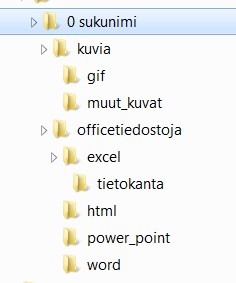 0 sukunimi
kuvia
gif
muut_kuvat
officetiedostoja
excel
tietokanta
html
power_point
word